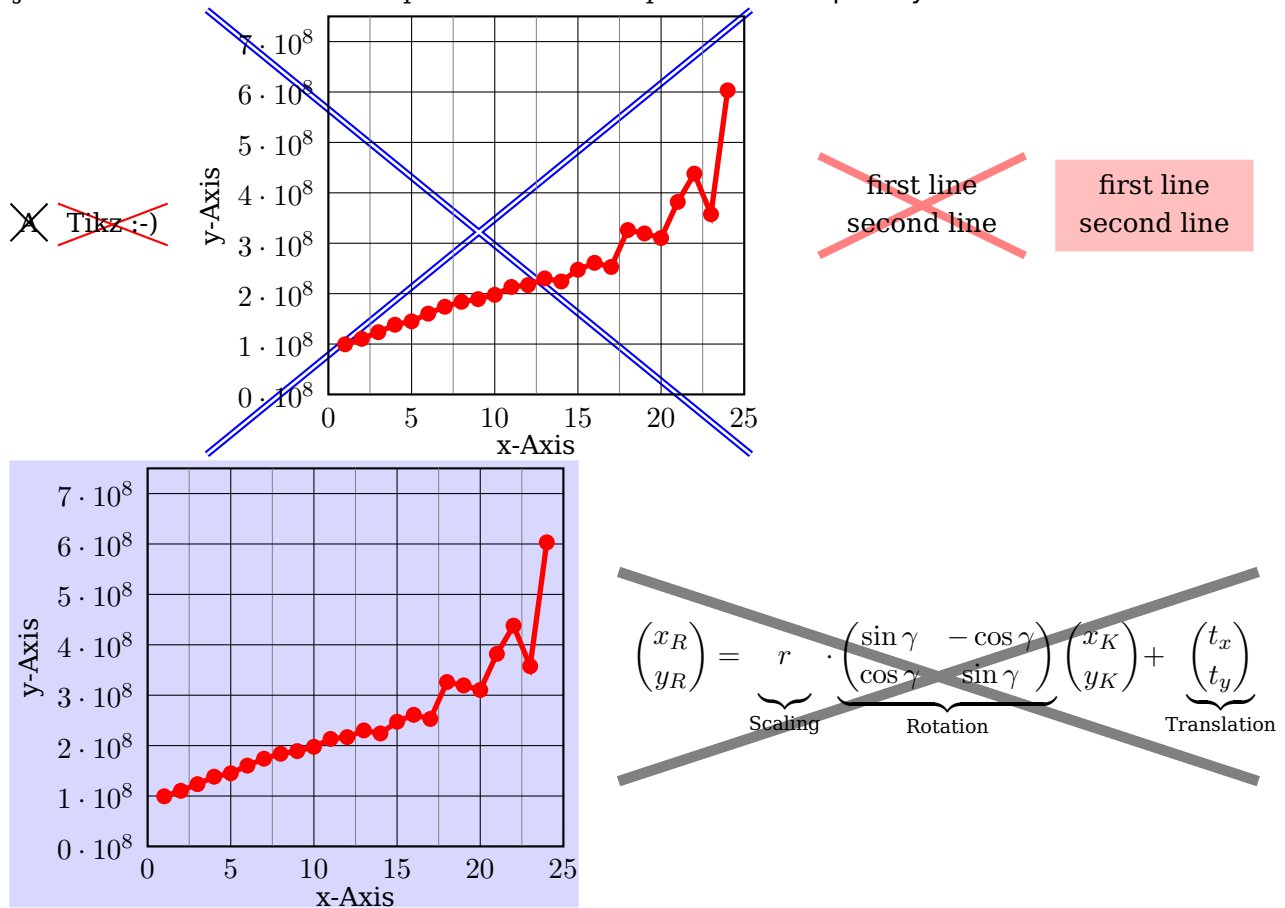 7 · 10^8
6 · 10^8
5 · 10^8
4 · 10^8
3 · 10^8
2 · 10^8
1 · 10^8
0 · 10^8
y-Axis
0 5 10 15 20 25
x-Axis
A Tikz :-)
first line
second line
first line
second line
7 · 10^8
6 · 10^8
5 · 10^8
4 · 10^8
3 · 10^8
2 · 10^8
1 · 10^8
0 · 10^8
y-Axis
0 5 10 15 20 25
x-Axis
(x_R y_R) = r · (sin γ − cos γ cos γ sin γ) (x_K y_K) + (t_x t_y)
Scaling Rotation Translation